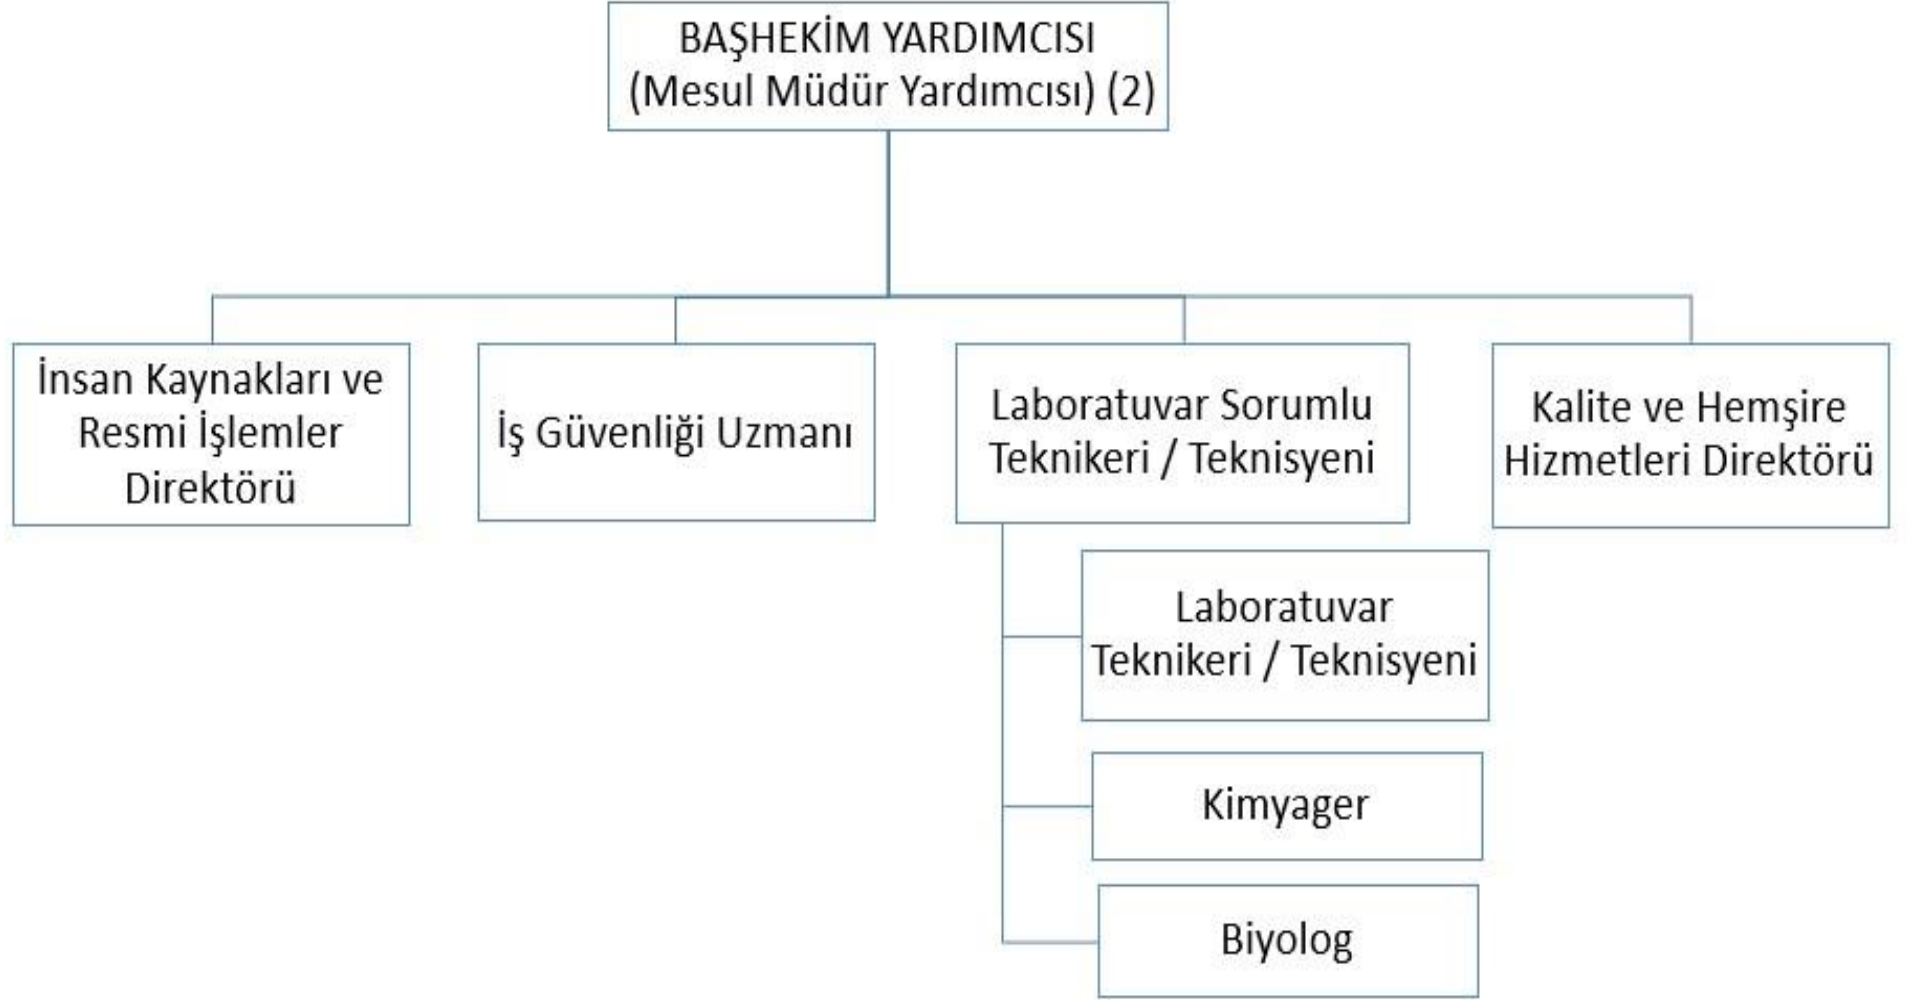 BAŞHEKİM YARDIMCISI
(Mesul Müdür Yardımcısı) (2)
İnsan Kaynakları ve
Resmi İşlemler
Direktörü
İş Güvenliği Uzmanı
Laboratuvar Sorumlu
Teknikeri / Teknisyeni
Kalite ve Hemşire
Hizmetleri Direktörü
Laboratuvar
Teknikeri / Teknisyeni
Kimyager
Biyolog